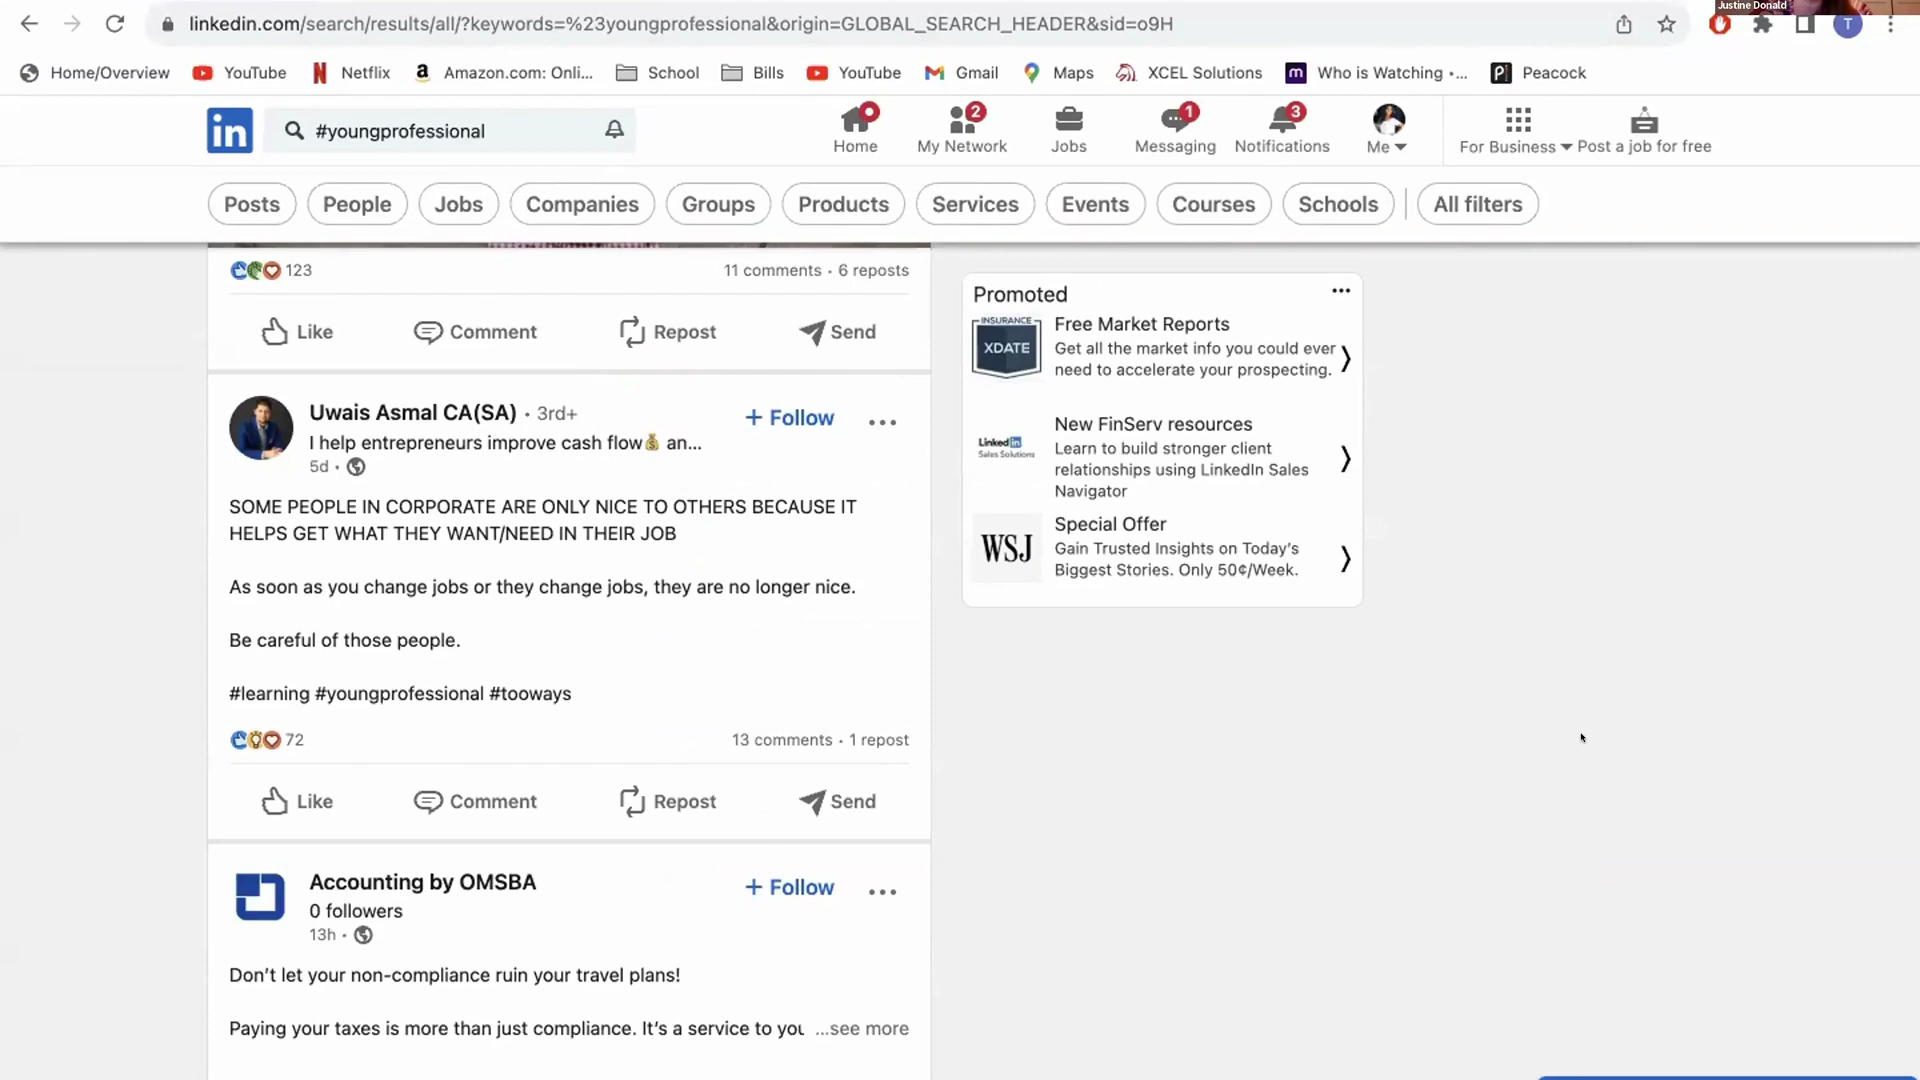 Justine Donald
linkedin.com/search/results/all/?keywords=%23youngprofessional&origin=GLOBAL_SEARCH_HEADER&sid=o9H
T
Home/Overview YouTube Netflix Amazon.com: Onli... School Bills YouTube Gmail Maps XCEL Solutions Who is Watching •... Peacock
in #youngprofessional
2 1 3
Home My Network Jobs Messaging Notifications Me For Business Post a job for free
Posts People Jobs Companies Groups Products Services Events Courses Schools All filters
123 11 comments · 6 reposts
Like Comment Repost Send
Uwais Asmal CA(SA) · 3rd+
+ Follow
I help entrepreneurs improve cash flow💰 an...
5d ·
SOME PEOPLE IN CORPORATE ARE ONLY NICE TO OTHERS BECAUSE IT
HELPS GET WHAT THEY WANT/NEED IN THEIR JOB
As soon as you change jobs or they change jobs, they are no longer nice.
Be careful of those people.
#learning #youngprofessional #tooways
72 13 comments · 1 repost
Like Comment Repost Send
Accounting by OMSBA
+ Follow
0 followers
13h ·
Don't let your non-compliance ruin your travel plans!
Paying your taxes is more than just compliance. It's a service to you ...see more
Promoted
INSURANCE
XDATE
Free Market Reports
Get all the market info you could ever
need to accelerate your prospecting.
Linked in
Sales Solutions
New FinServ resources
Learn to build stronger client
relationships using LinkedIn Sales
Navigator
WSJ
Special Offer
Gain Trusted Insights on Today's
Biggest Stories. Only 50¢/Week.